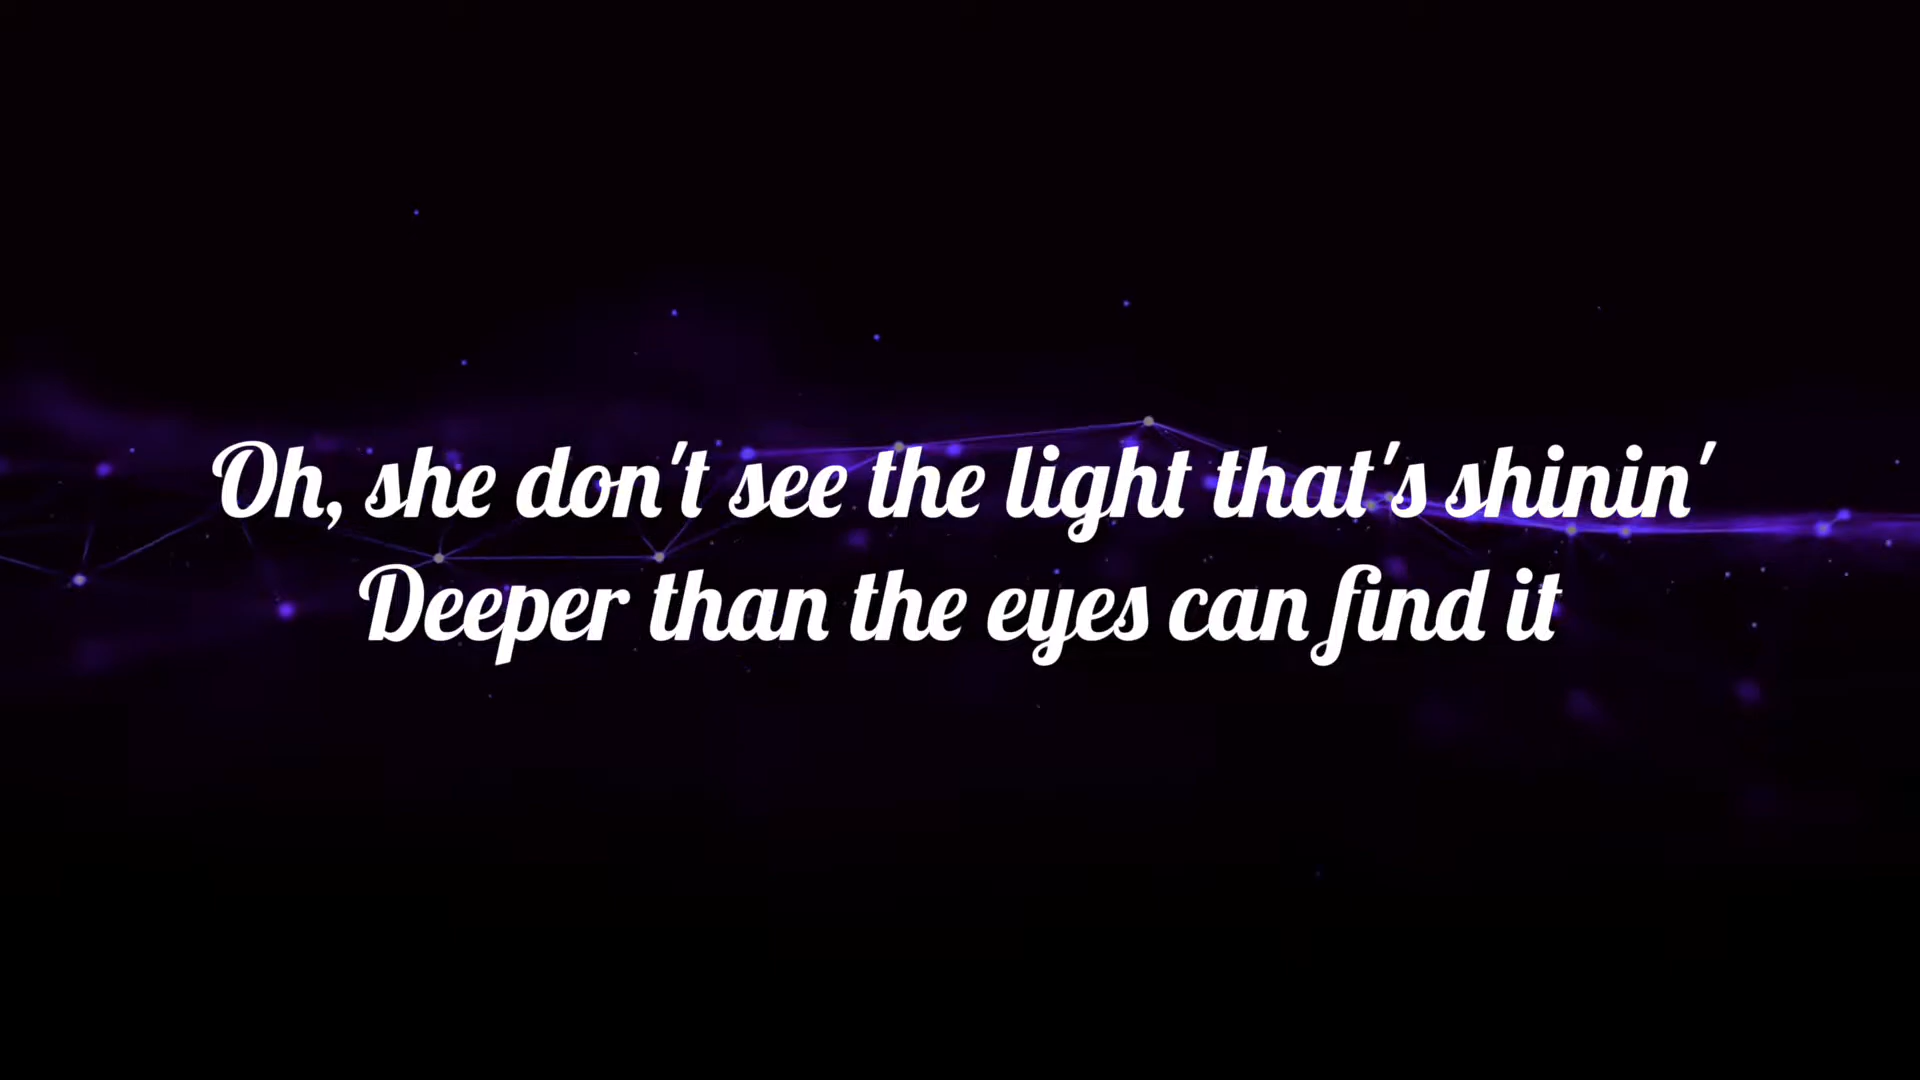 Oh, she don't see the light that's shinin'
Deeper than the eyes can find it